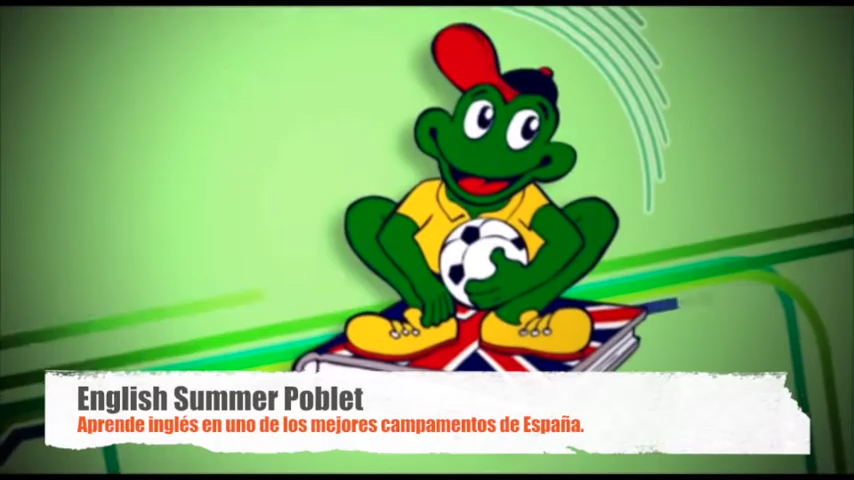 English Summer Poblet
Aprende inglés en uno de los mejores campamentos de España.